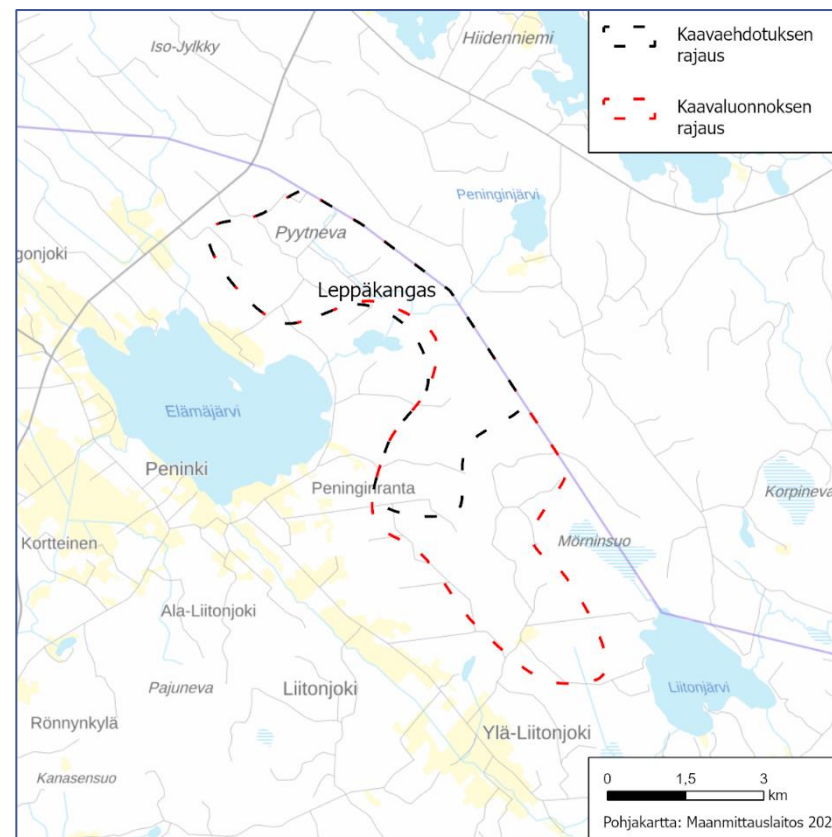 Iso-Jylkky
Hiidenniemi
Kaavaehdotuksen
rajaus
Kaavaluonnoksen
rajaus
Peninginjärvi
Pyytneva
gonjoki
Leppäkangas
Elämäjärvi
Peninki
Peninginranta
Korpineva
Kortteinen
Mörninsuo
Ala-Liitonjoki
Pajuneva
Liitonjoki
Liitonjärvi
Rönnynkylä
Ylä-Liitonjoki
Kanasensuo
0 1,5 3
km
Pohjakartta: Maanmittauslaitos 202